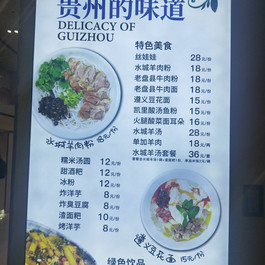 贵州的味道
DELICACY OF
GUIZHOU
特色美食
丝娃娃 28元/份
水城羊肉粉 18元/份
老盘县牛肉粉 18元/份
老盘县牛肉面 18元/份
遵义豆花面 15元/份
凯里酸汤鱼粉 15元/份
火腿酸菜面耳朵 16元/份
水城羊汤 28元/份
单加羊肉 18元/份
水城羊汤套餐 36元/份
水城羊肉粉 18元/份
糯米汤圆 12元/份
甜酒粑 12元/份
冰粉 12元/份
炸洋芋 8元/份
炸臭豆腐 8元/份
渣面粑 10元/份
烤洋芋 8元/份
遵义豆花面 15元/份
绿色饮品